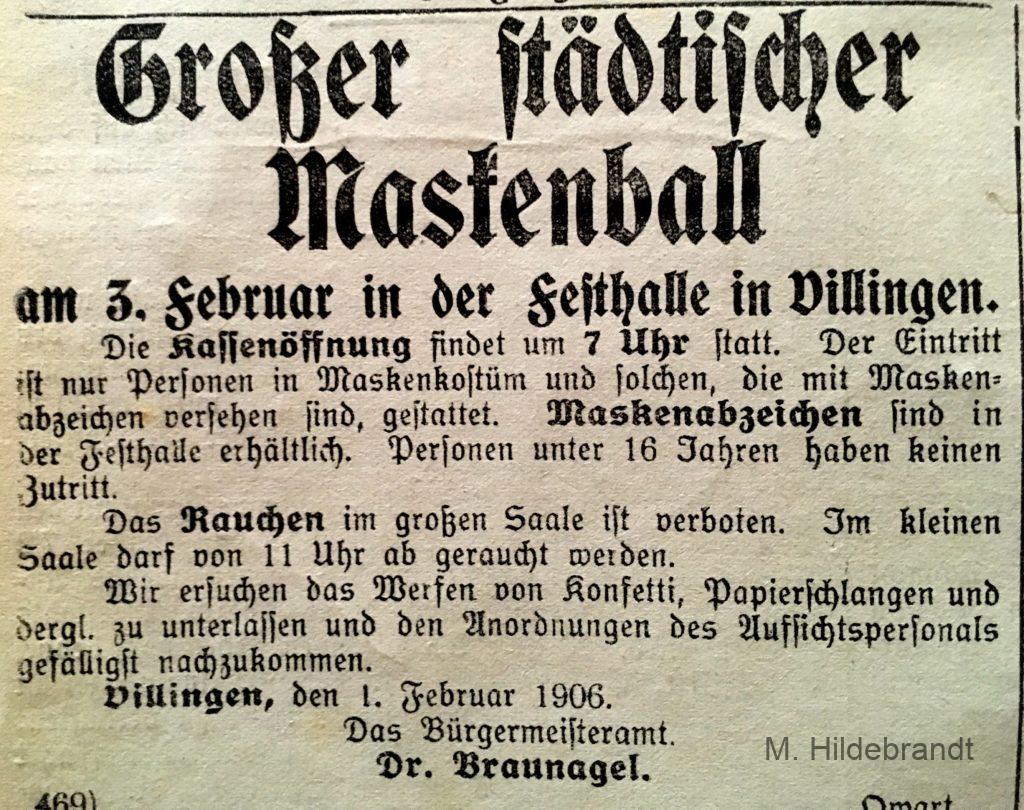 Großer städtischer
Maskenball
am 3. Februar in der Festhalle in Villingen.
Die Kassenöffnung findet um 7 Uhr statt. Der Eintritt
ist nur Personen in Maskenkostüm und solchen, die mit Masken-
abzeichen versehen sind, gestattet. Maskenabzeichen sind in
der Festhalle erhältlich. Personen unter 16 Jahren haben keinen
Zutritt.
Das Rauchen im großen Saale ist verboten. Im kleinen
Saale darf von 11 Uhr ab geraucht werden.
Wir ersuchen das Werfen von Konfetti, Papierschlangen und
dergl. zu unterlassen und den Anordnungen des Aufsichtspersonals
gefälligst nachzukommen.
Villingen, den 1. Februar 1906.
Das Bürgermeisteramt.
Dr. Braunagel.
M. Hildebrandt
469)